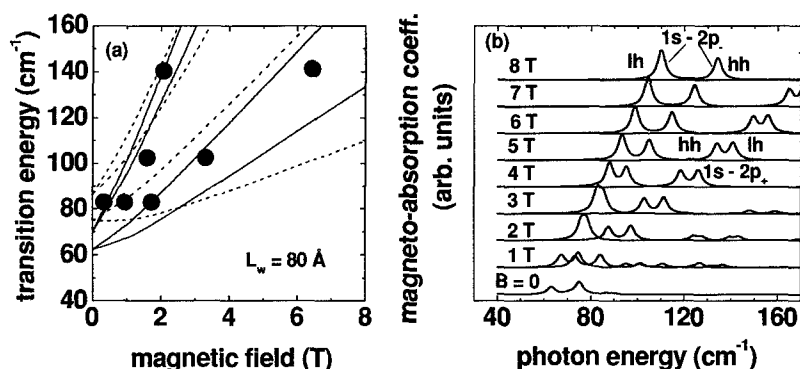 transition energy (cm⁻¹)
160
140
120
100
80
60
40
(a)
L_w = 80 Å
0
2
4
6
8
magnetic field (T)
magneto-absorption coeff.
(arb. units)
(b)
1s - 2p_-
lh
hh
8 T
7 T
6 T
5 T
hh
lh
4 T
1s - 2p_+
3 T
2 T
1 T
B = 0
40
80
120
160
photon energy (cm⁻¹)